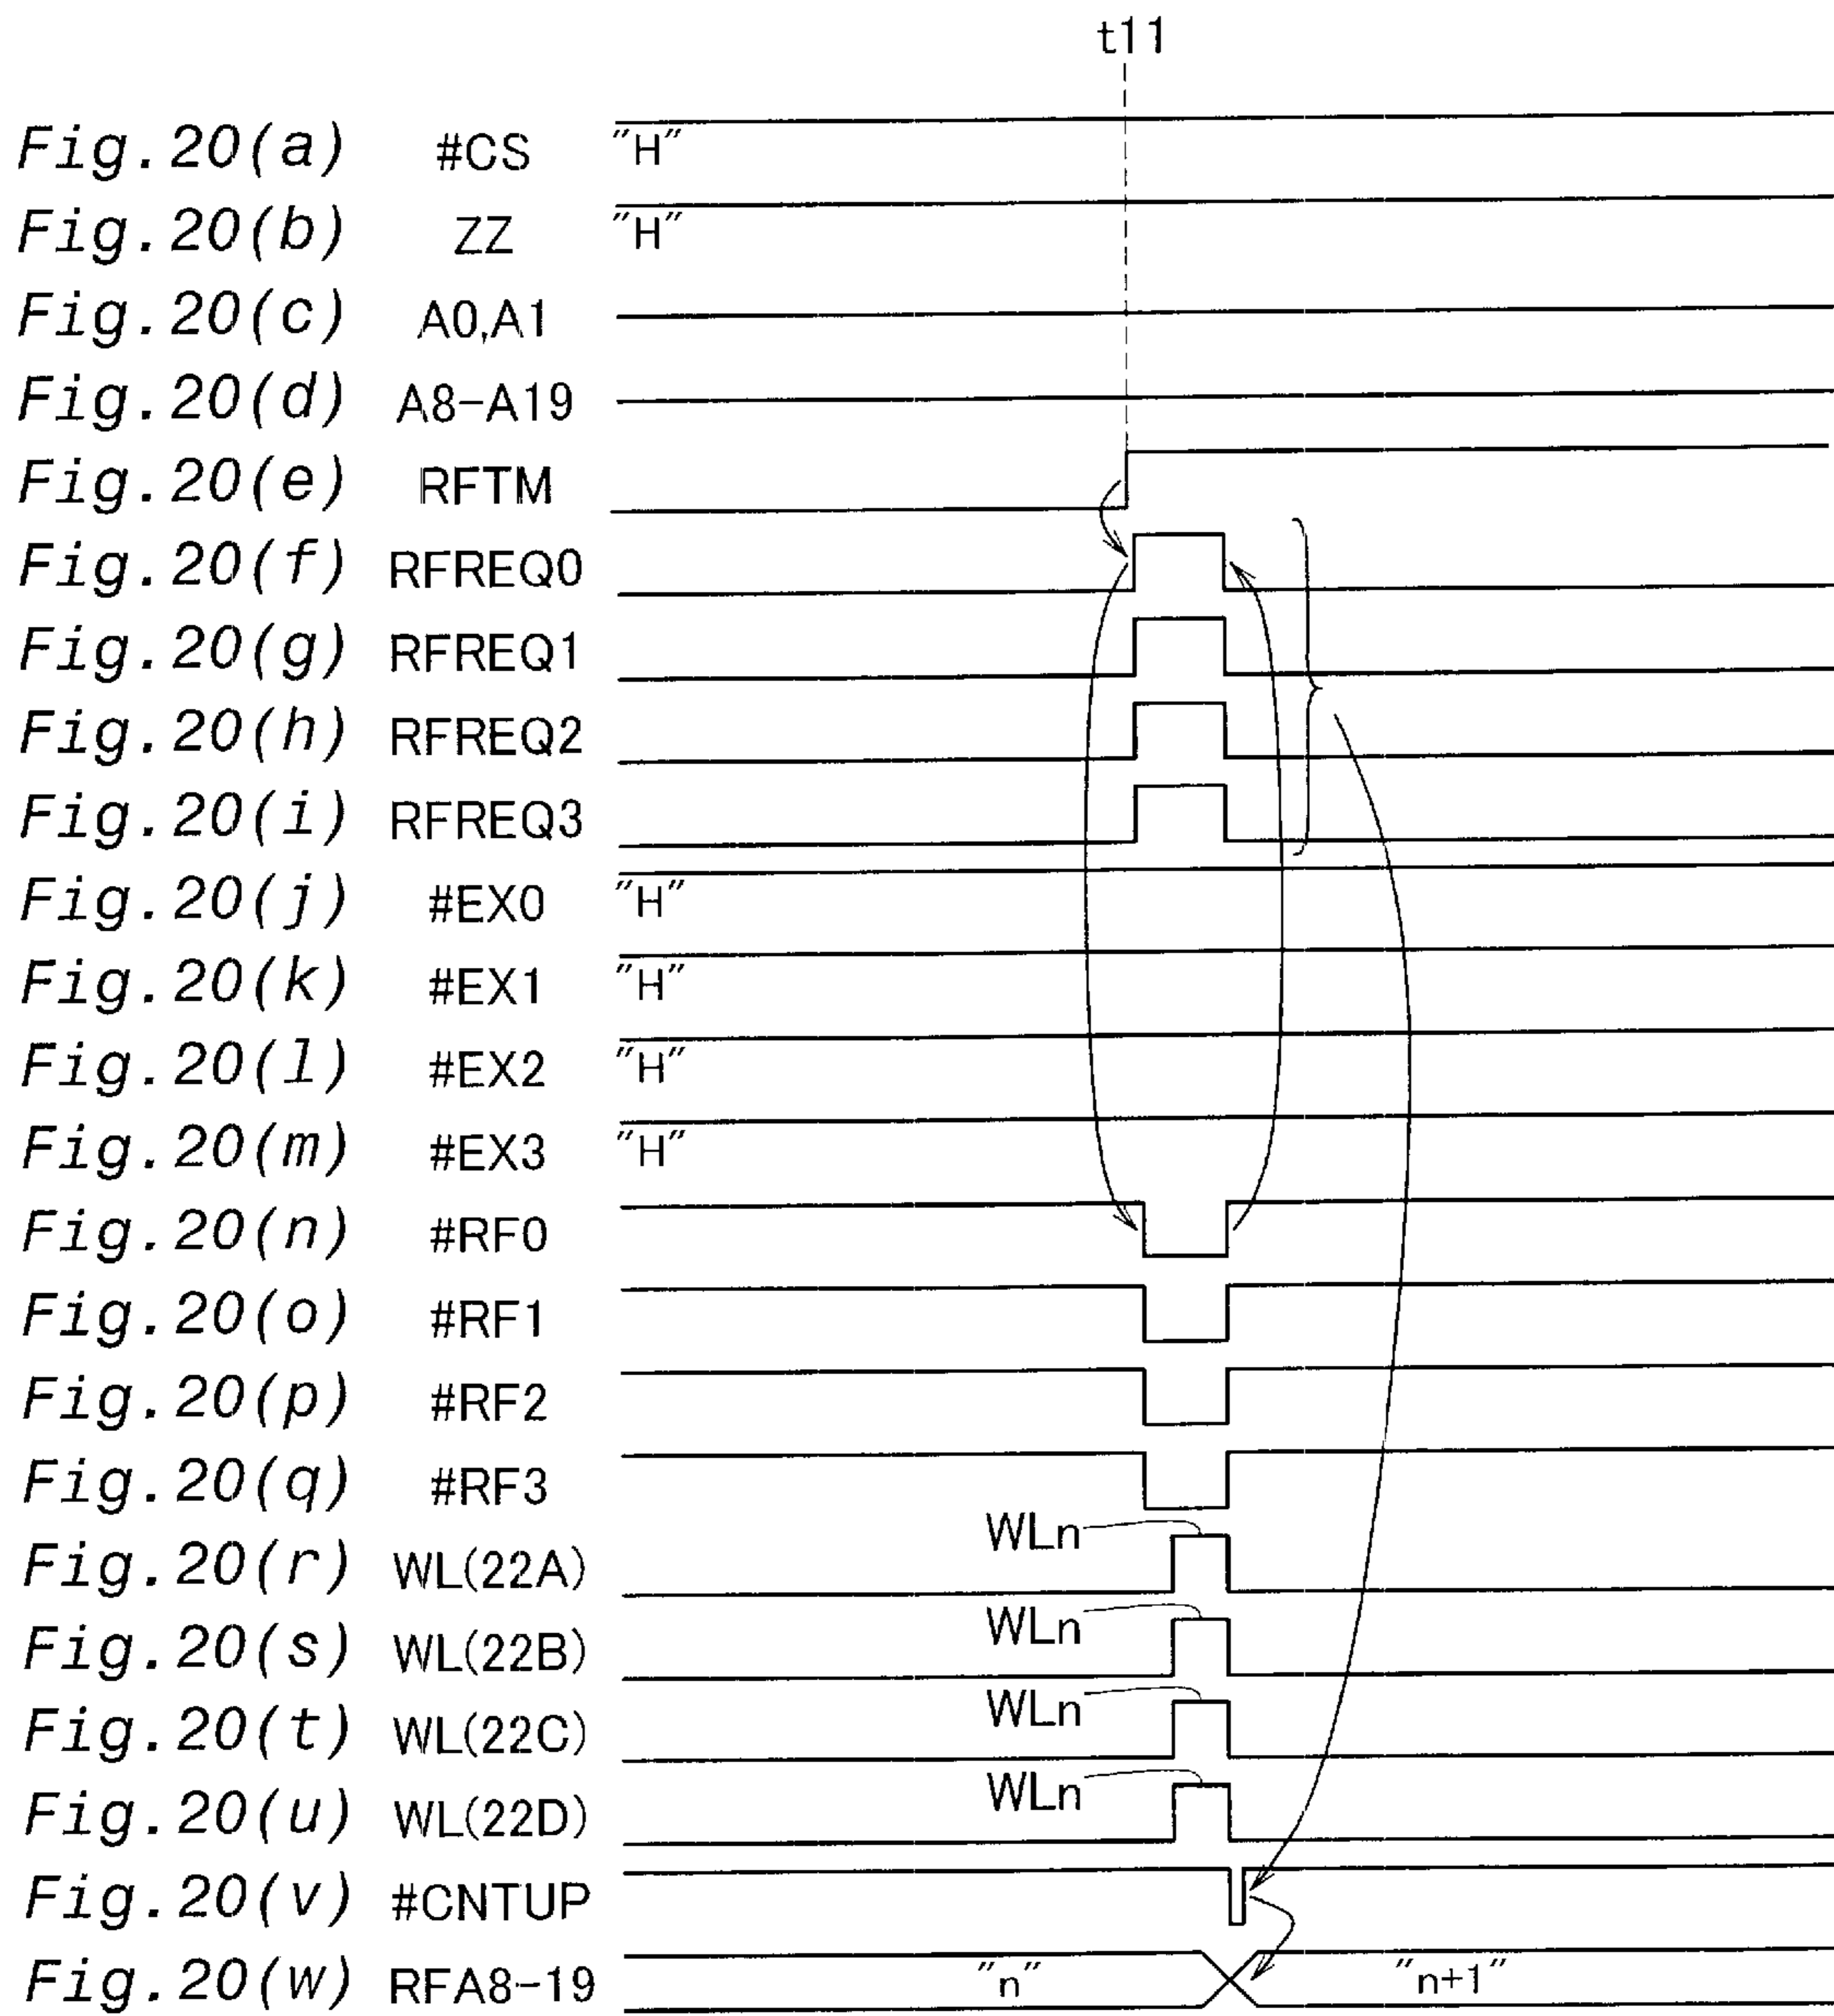 t11
Fig.20(a) #CS "H"
Fig.20(b) ZZ "H"
Fig.20(c) A0,A1
Fig.20(d) A8-A19
Fig.20(e) RFTM
Fig.20(f) RFREQ0
Fig.20(g) RFREQ1
Fig.20(h) RFREQ2
Fig.20(i) RFREQ3
Fig.20(j) #EX0 "H"
Fig.20(k) #EX1 "H"
Fig.20(l) #EX2 "H"
Fig.20(m) #EX3 "H"
Fig.20(n) #RF0
Fig.20(o) #RF1
Fig.20(p) #RF2
Fig.20(q) #RF3
Fig.20(r) WL(22A) WLn
Fig.20(s) WL(22B) WLn
Fig.20(t) WL(22C) WLn
Fig.20(u) WL(22D) WLn
Fig.20(v) #CNTUP
Fig.20(w) RFA8-19 "n" "n+1"